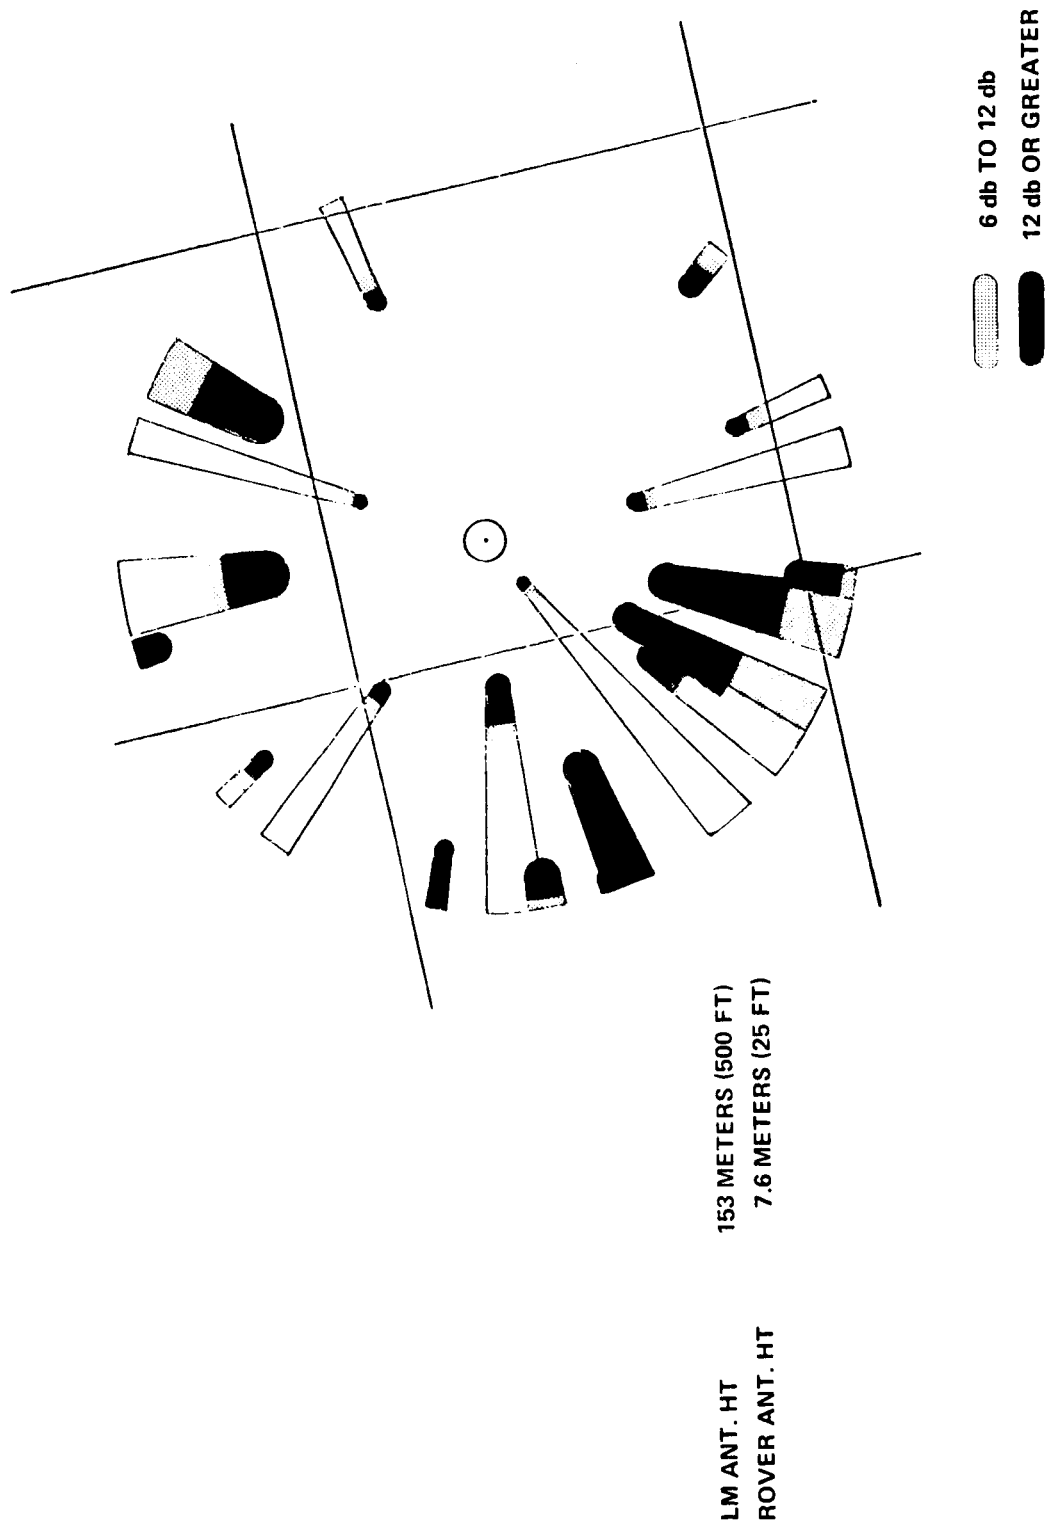 LM ANT. HT 153 METERS (500 FT)
ROVER ANT. HT 7.6 METERS (25 FT)
6 db TO 12 db
12 db OR GREATER